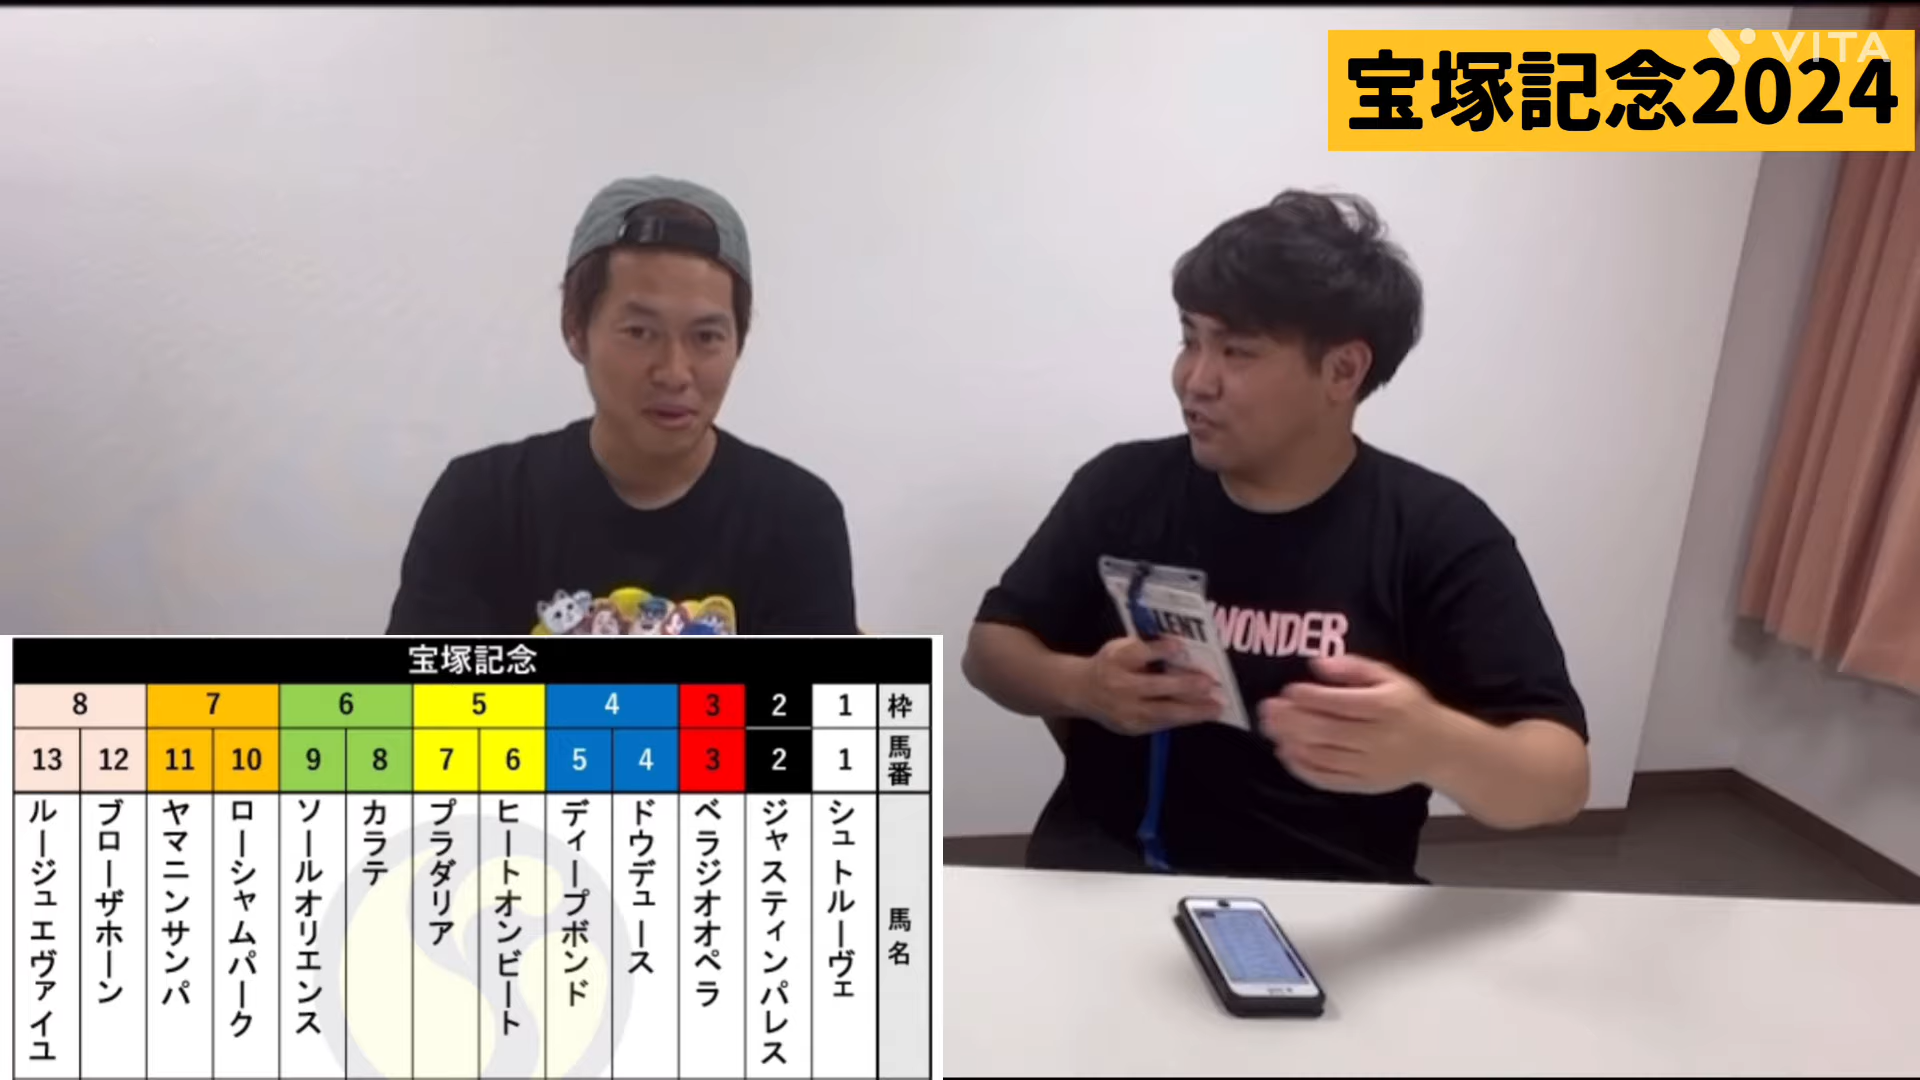 VITA
宝塚記念2024
LENT
WONDER
宝塚記念
8 7 6 5 4 3 2 1 枠
13 12 11 10 9 8 7 6 5 4 3 2 1 馬番
馬名
シュトルーヴェ
ジャスティンパレス
ベラジオオペラ
ドウデュース
ディープボンド
ヒートオンビート
プラダリア
カラテ
ソールオリエンス
ローシャムパーク
ヤマニンサンパ
ブローザホーン
ルージュエヴァイユ